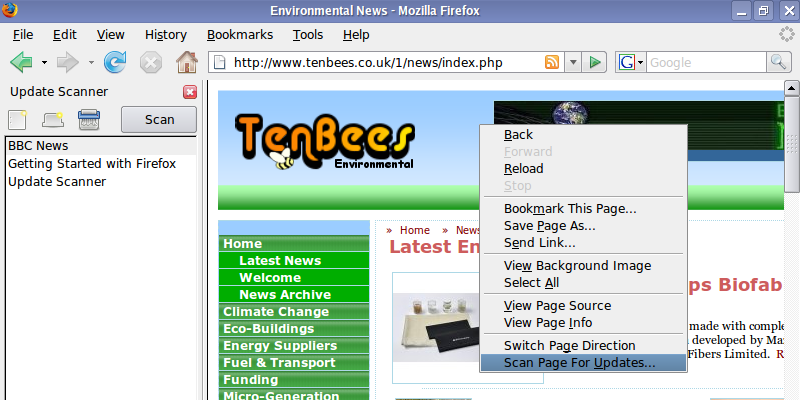 Environmental News - Mozilla Firefox
File Edit View History Bookmarks Tools Help
http://www.tenbees.co.uk/1/news/index.php
G Google
Update Scanner
Scan
BBC News
Getting Started with Firefox
Update Scanner
TenBees
Environmental
Home
Latest News
Welcome
News Archive
Climate Change
Eco-Buildings
Energy Suppliers
Fuel & Transport
Funding
Micro-Generation
» Home » News
Latest En
ps Biofab
made with comple
developed by Ma
Fibers Limited. R
Back
Forward
Reload
Stop
Bookmark This Page...
Save Page As...
Send Link...
View Background Image
Select All
View Page Source
View Page Info
Switch Page Direction
Scan Page For Updates...